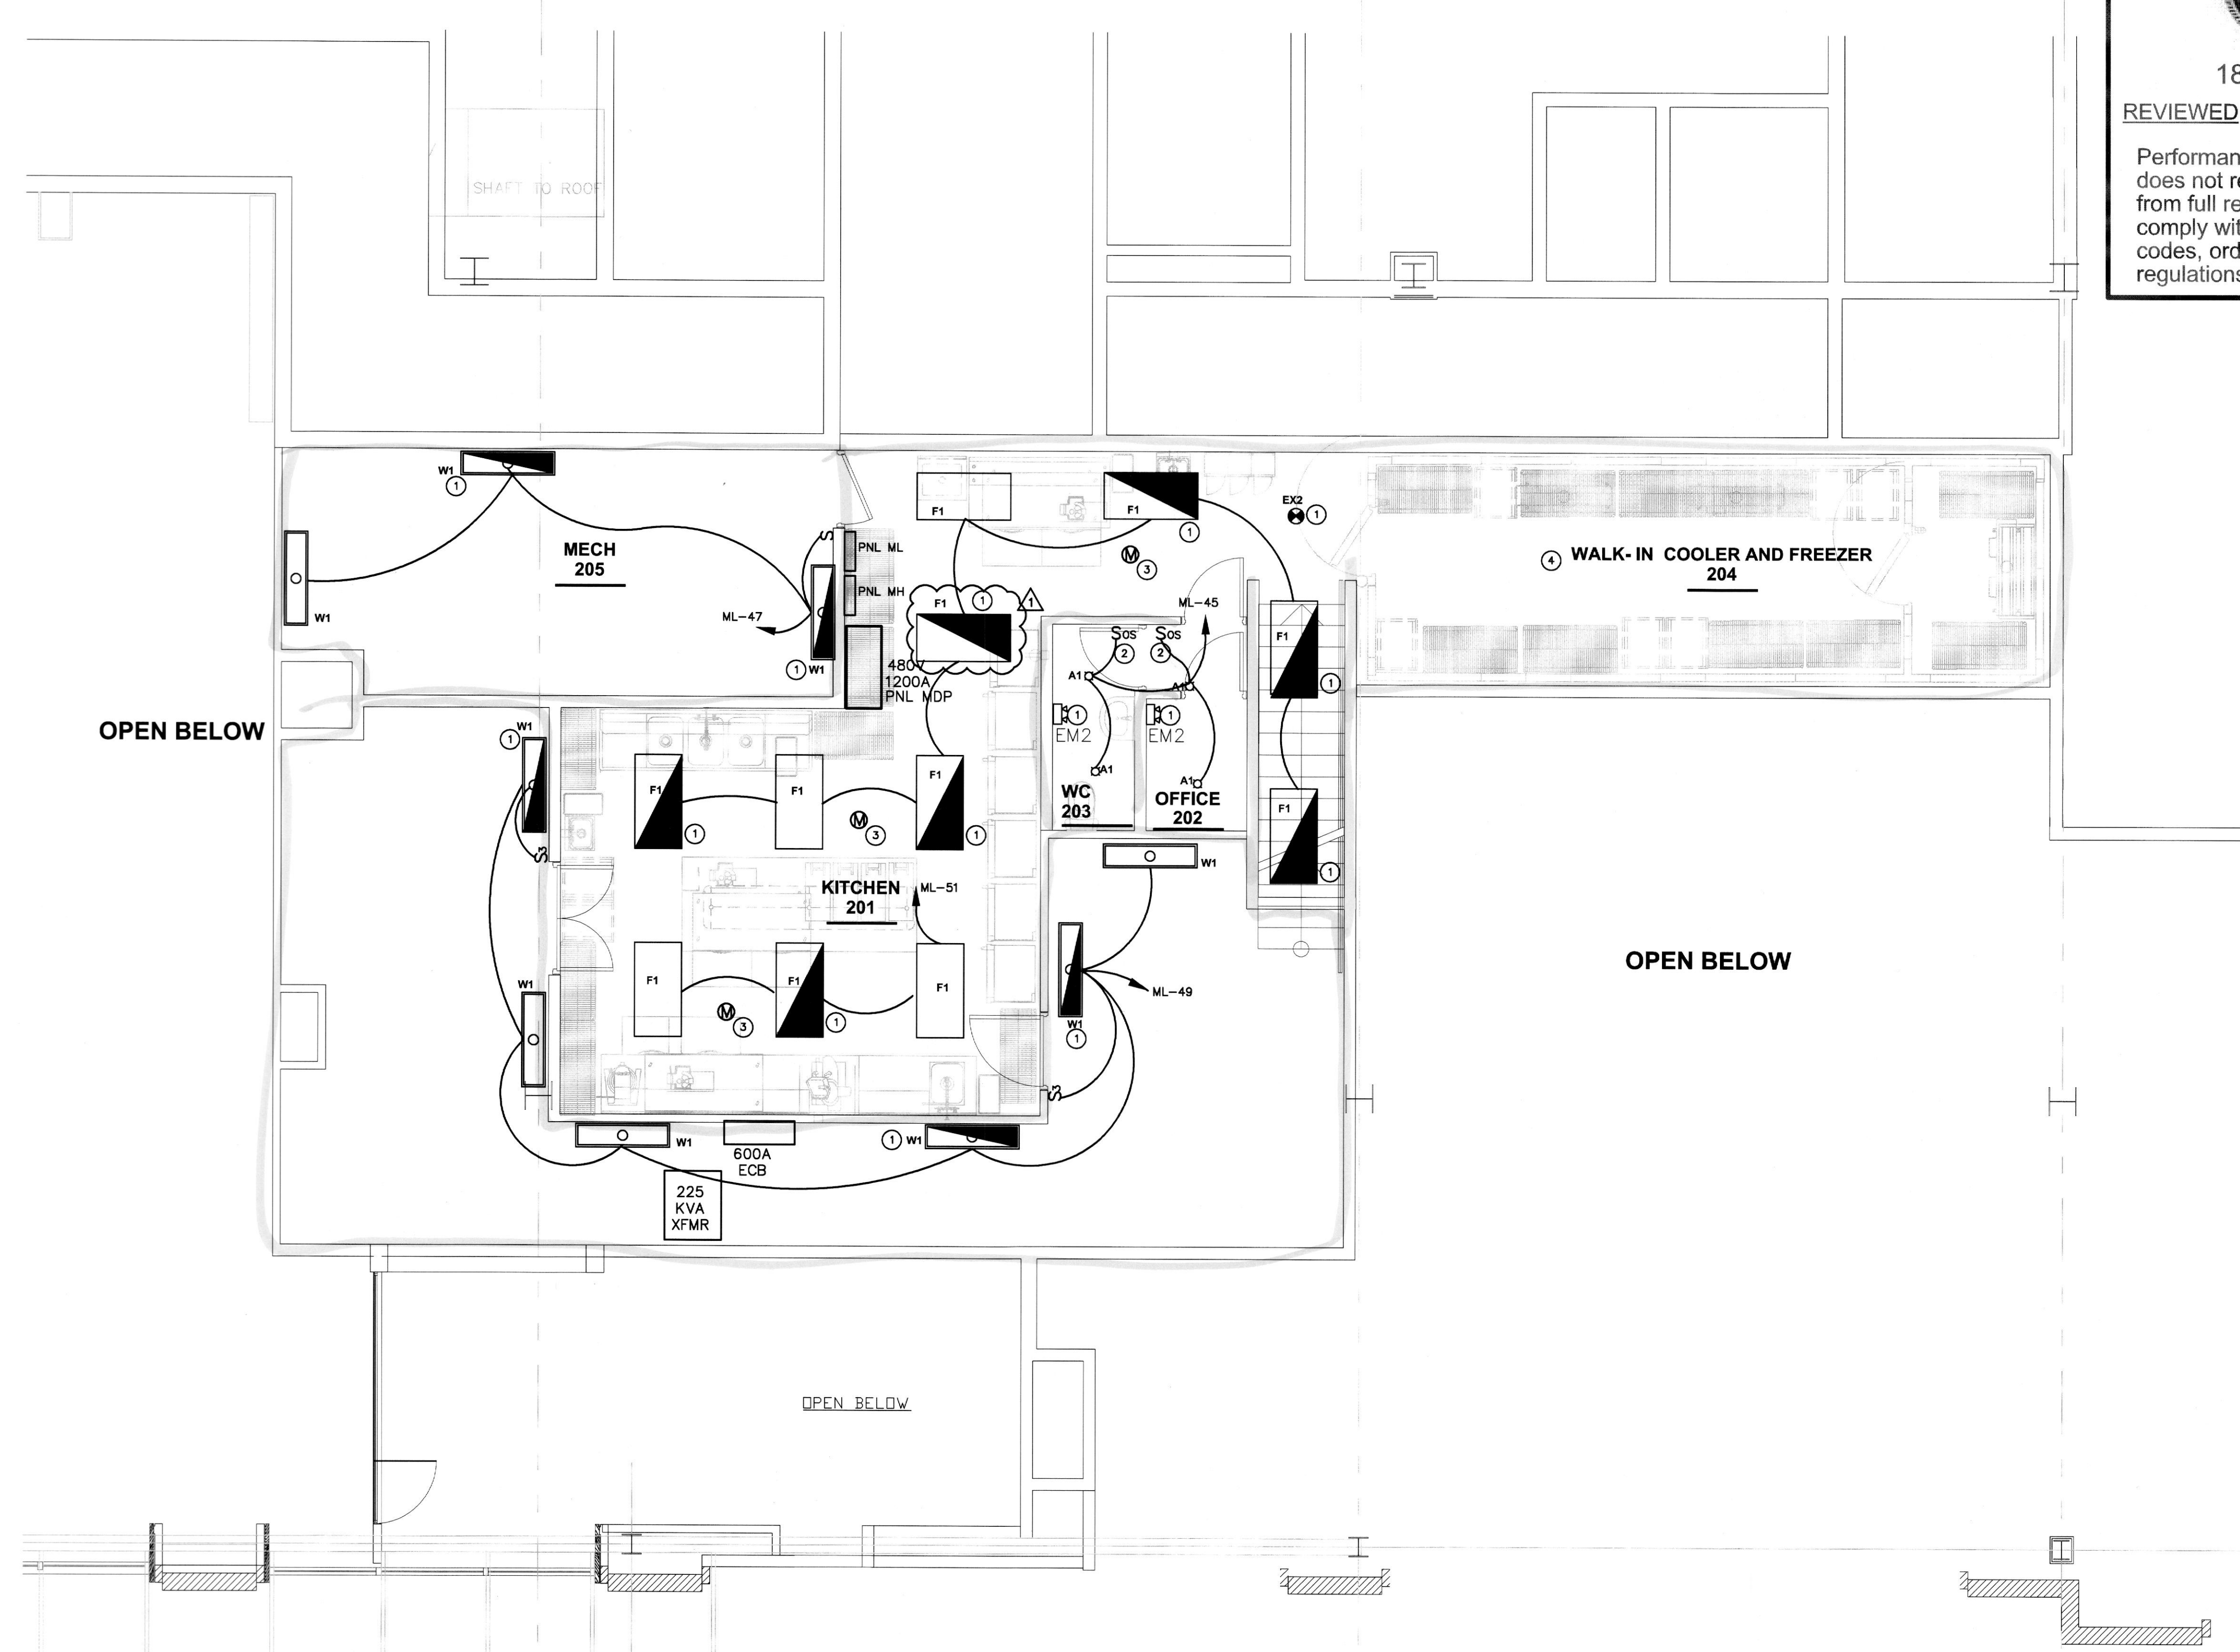 18
REVIEWED
Performan
does not re
from full re
comply wit
codes, ord
regulations
SHAFT TO ROOF
W1
1
MECH
205
W1
S
ML-47
1 W1
PNL ML
PNL MH
480V
1200A
PNL MDP
F1
F1
1
M
3
EX2
1
F1
1
1
4 WALK- IN COOLER AND FREEZER
204
ML-45
SOS
2
SOS
2
A1
A1
1
EM2
1
EM2
A1
A1
WC
203
OFFICE
202
F1
1
F1
1
OPEN BELOW
W1
1
S3
W1
F1
1
F1
F1
1
M
3
KITCHEN
201
ML-51
F1
F1
1
F1
M
3
W1
W1
1
ML-49
S3
OPEN BELOW
W1
600A
ECB
1 W1
225
KVA
XFMR
OPEN BELOW